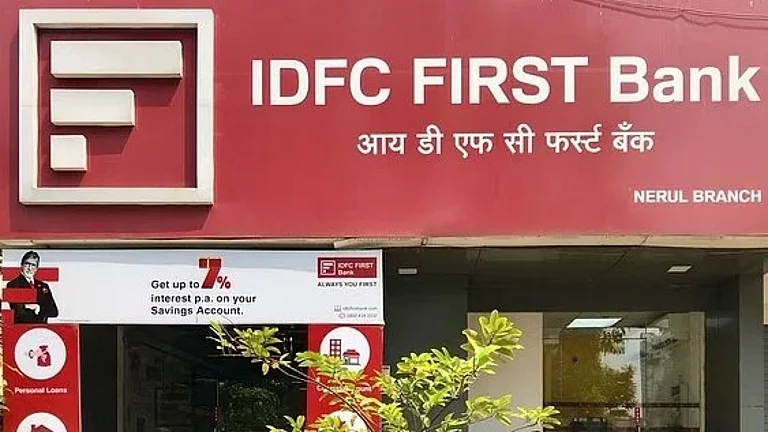 IDFC FIRST Bank
आय डी एफ सी फर्स्ट बँक
NERUL BRANCH
Get up to 7%
interest p.a. on your
Savings Account.
IDFC FIRST
Bank
ALWAYS YOU FIRST
Personal Loans